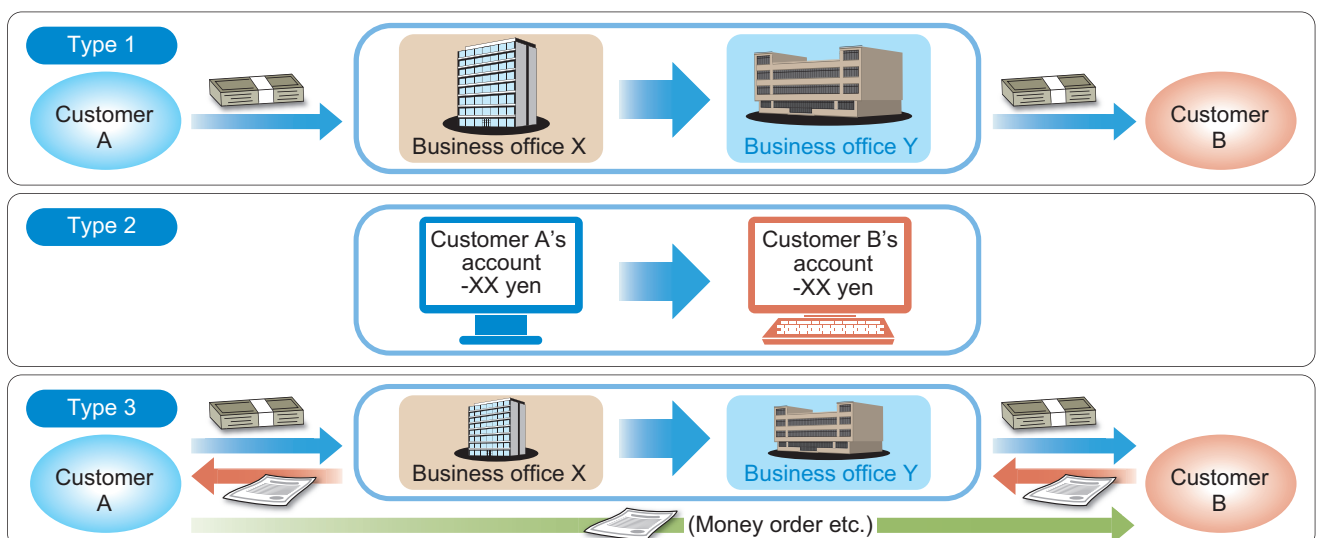 Type 1
Customer
A
Business office X
Business office Y
Customer
B
Type 2
Customer A’s
account
-XX yen
Customer B’s
account
-XX yen
Type 3
Customer
A
Business office X
Business office Y
Customer
B
(Money order etc.)